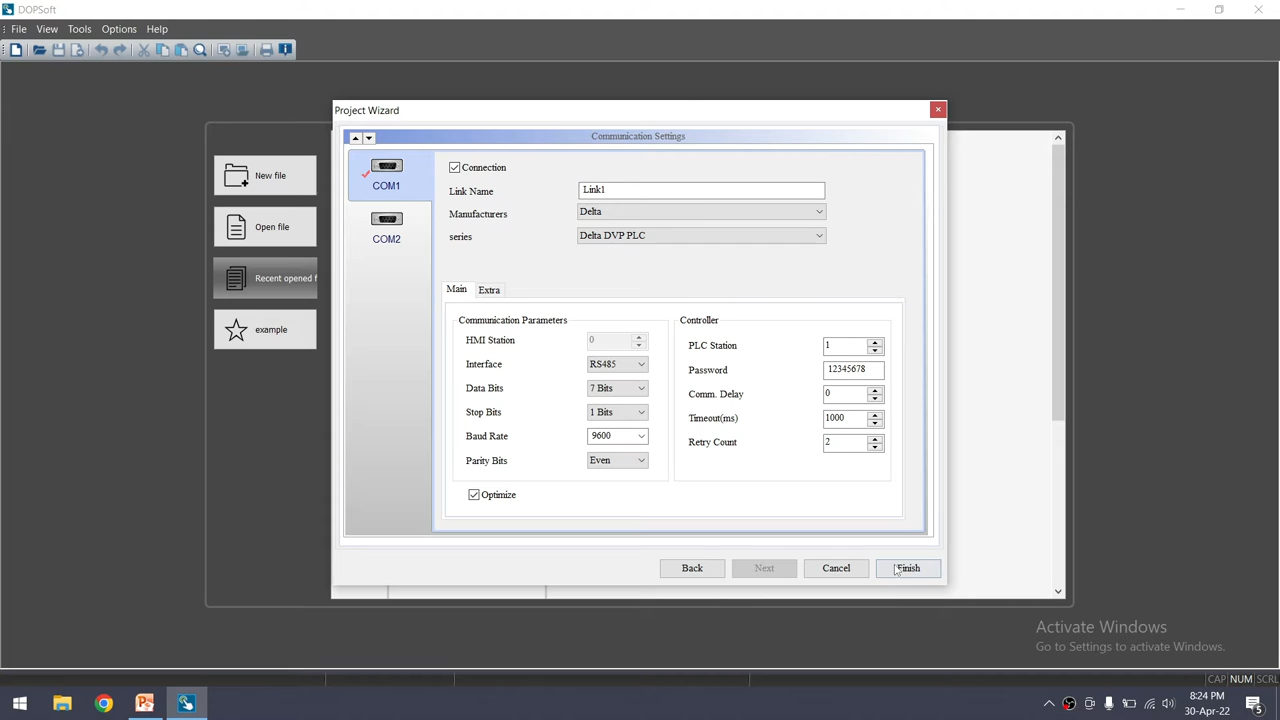 DOPSoft
File View Tools Options Help
Project Wizard
Communication Settings
New file
Open file
Recent opened f
example
COM1
COM2
Connection
Link Name Link1
Manufacturers Delta
series Delta DVP PLC
Main Extra
Communication Parameters
HMI Station 0
Interface RS485
Data Bits 7 Bits
Stop Bits 1 Bits
Baud Rate 9600
Parity Bits Even
Optimize
Controller
PLC Station 1
Password 12345678
Comm. Delay 0
Timeout(ms) 1000
Retry Count 2
Back Next Cancel Finish
Activate Windows
Go to Settings to activate Windows.
CAP NUM SCRL
8:24 PM
30-Apr-22
5